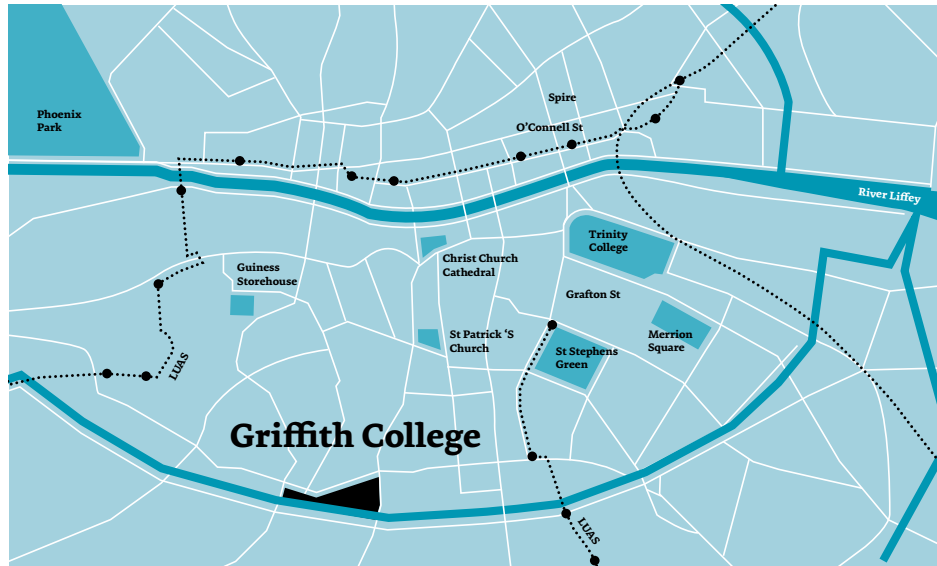 Spire
Phoenix
Park
O'Connell St
River Liffey
Trinity
College
Christ Church
Cathedral
Guiness
Storehouse
Grafton St
St Patrick ‘S
Church
Merrion
Square
St Stephens
Green
LUAS
Griffith College
LUAS